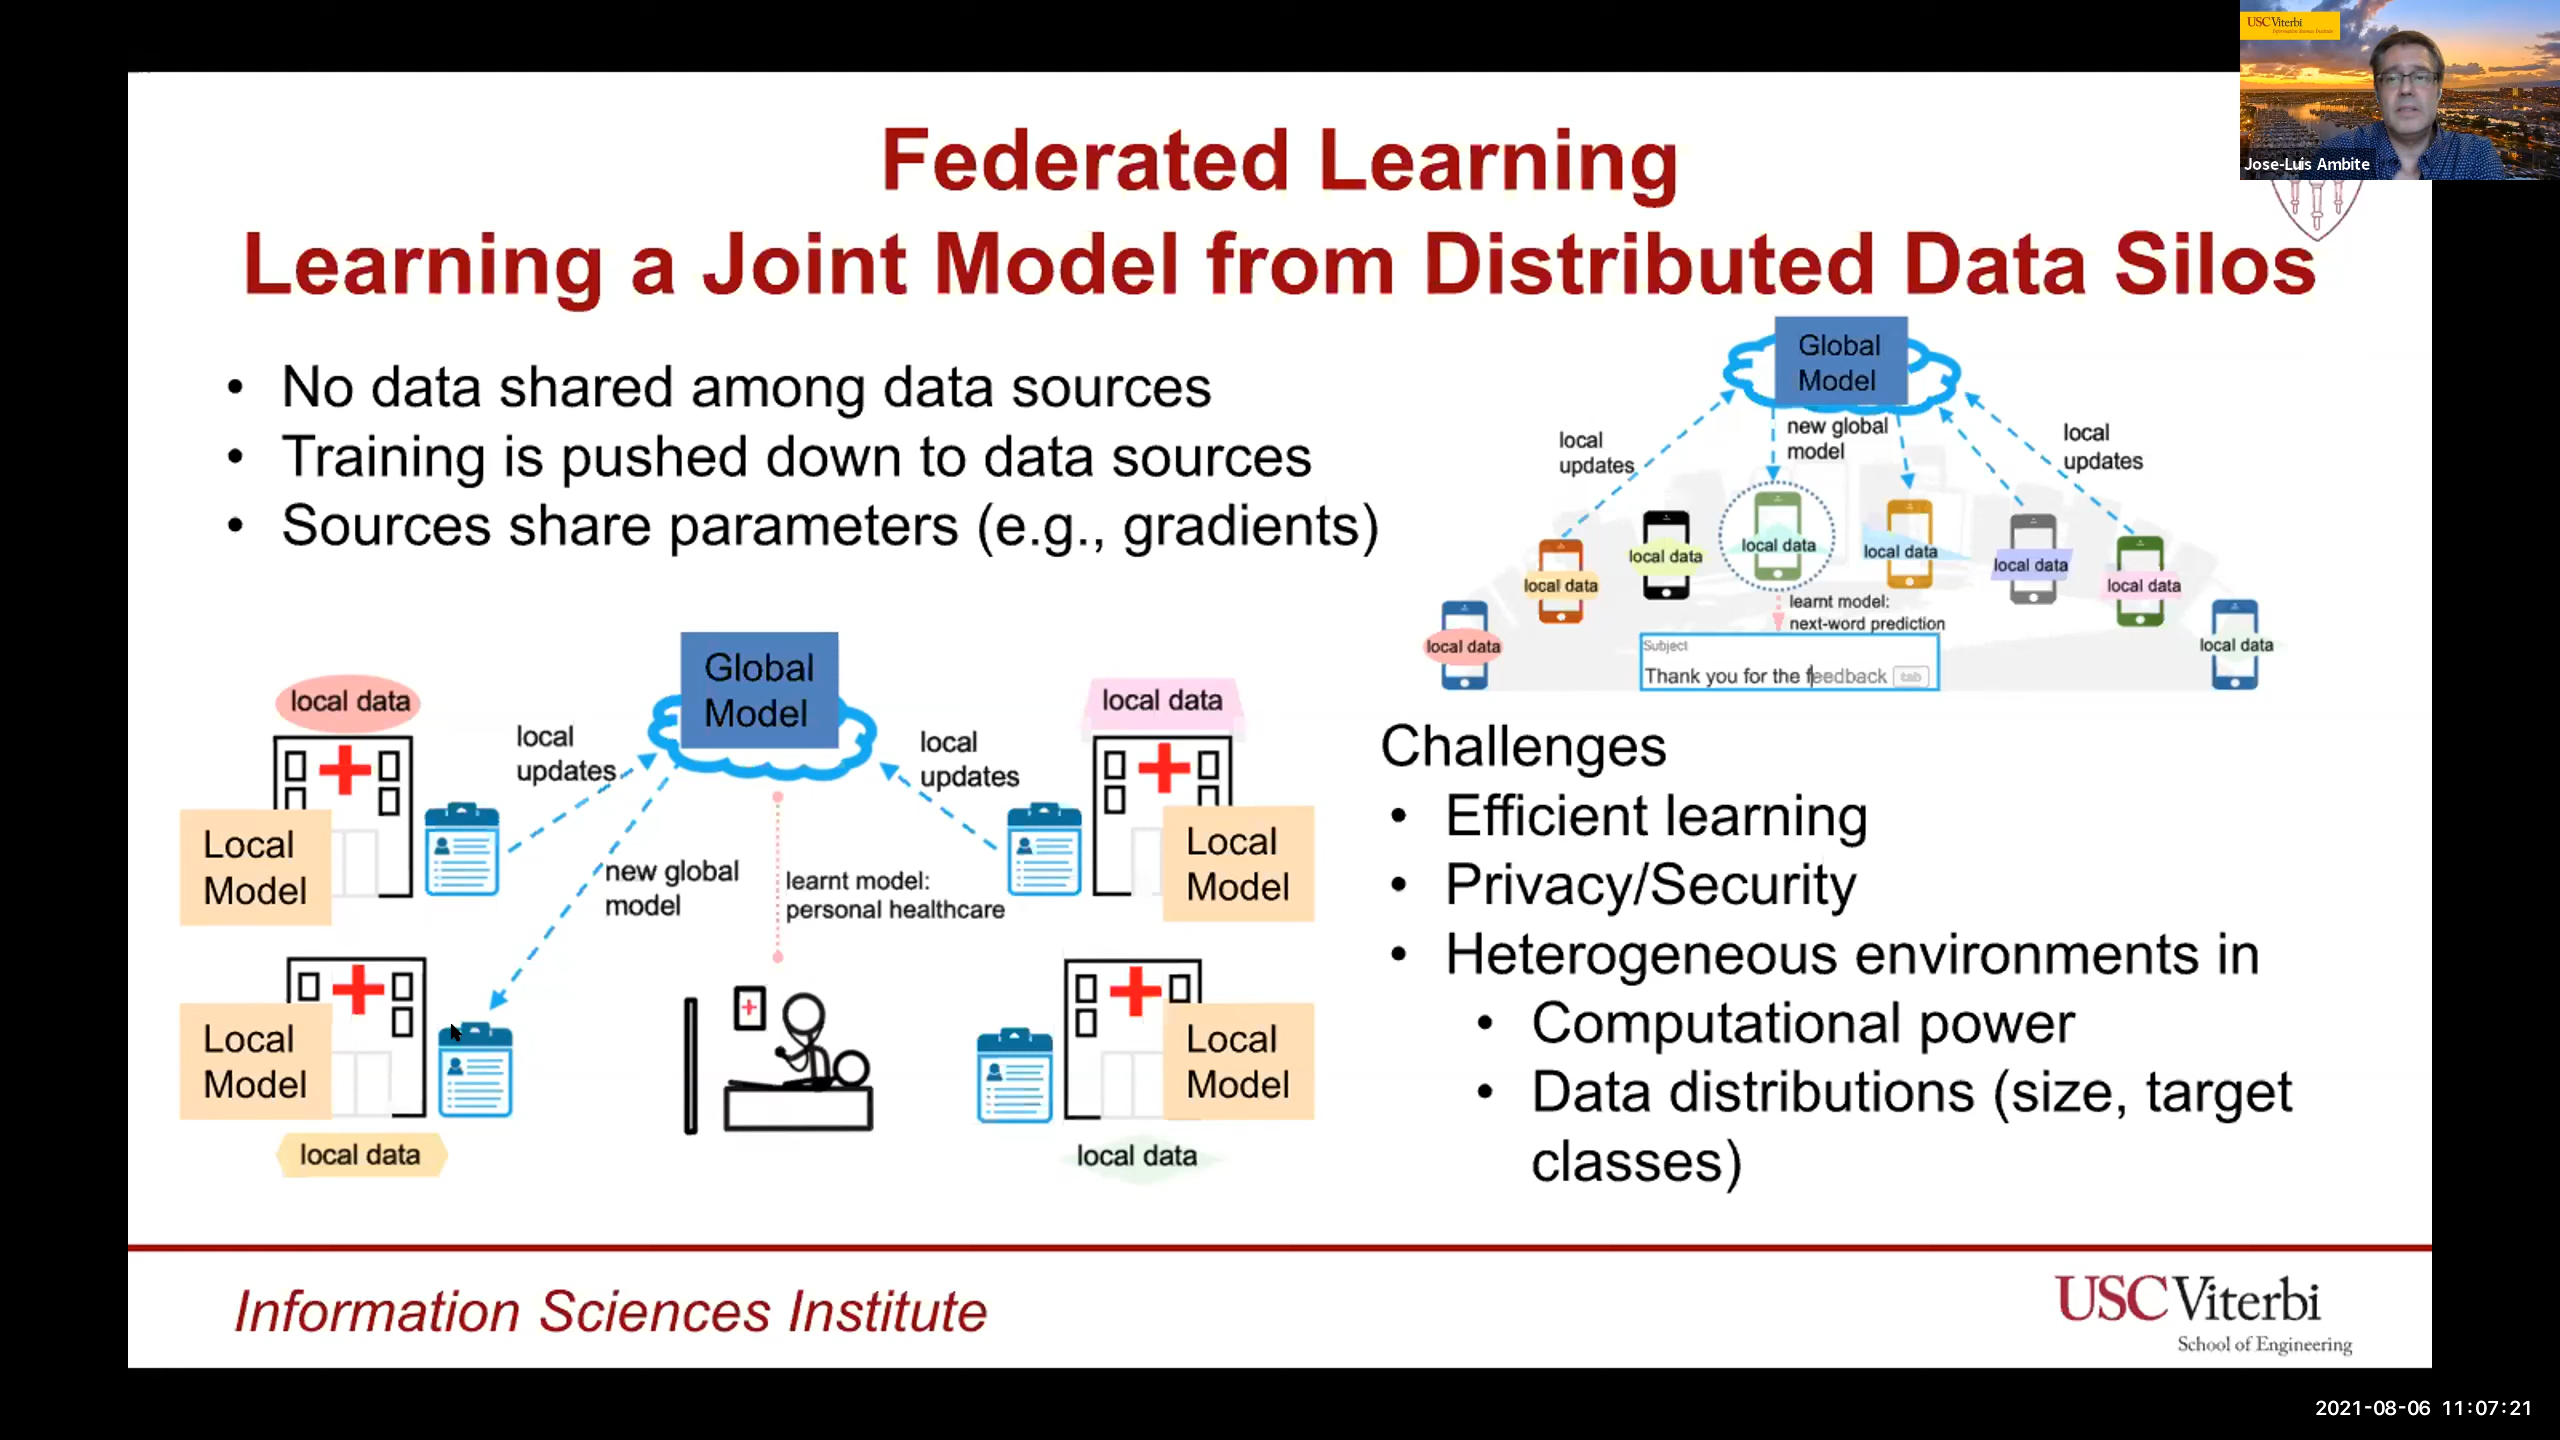 USC Viterbi
Jose-Luis Ambite
Federated Learning
Learning a Joint Model from Distributed Data Silos
• No data shared among data sources
• Training is pushed down to data sources
• Sources share parameters (e.g., gradients)
Global
Model
local
updates
new global
model
local
updates
local data
local data
local data
local data
local data
local data
local data
local data
learnt model:
next-word prediction
Subject
Thank you for the feedback tab
local data
Global
Model
local data
local
updates
local
updates
Local
Model
Local
Model
new global
model
learnt model:
personal healthcare
Local
Model
Local
Model
local data
local data
Challenges
• Efficient learning
• Privacy/Security
• Heterogeneous environments in
• Computational power
• Data distributions (size, target
classes)
Information Sciences Institute
USC Viterbi
School of Engineering
2021-08-06 11:07:21